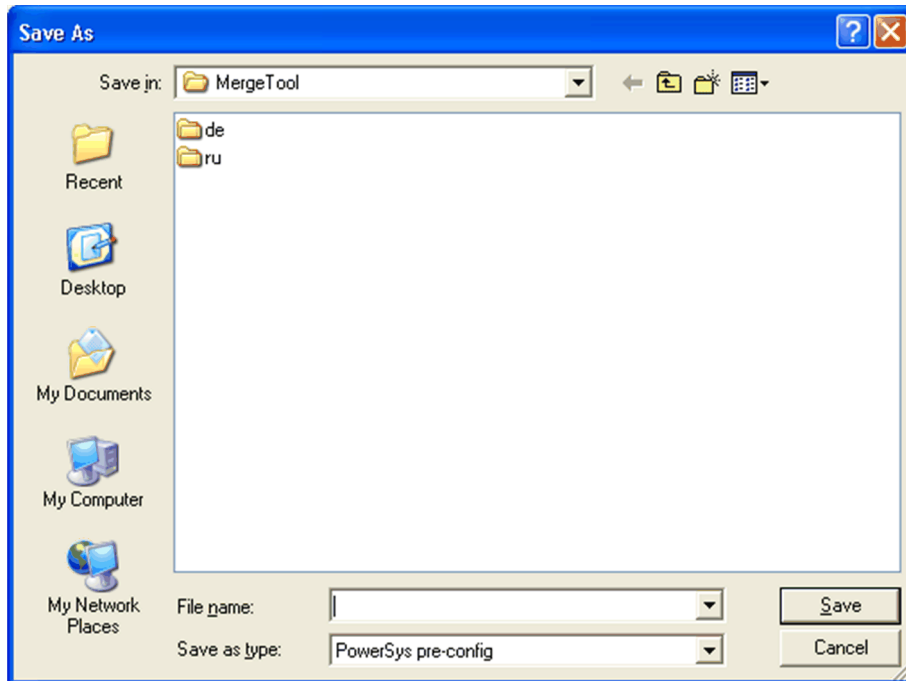 Save As
Save in:
MergeTool
de
ru
Recent
Desktop
My Documents
My Computer
My Network
Places
File name:
Save
Save as type:
PowerSys pre-config
Cancel